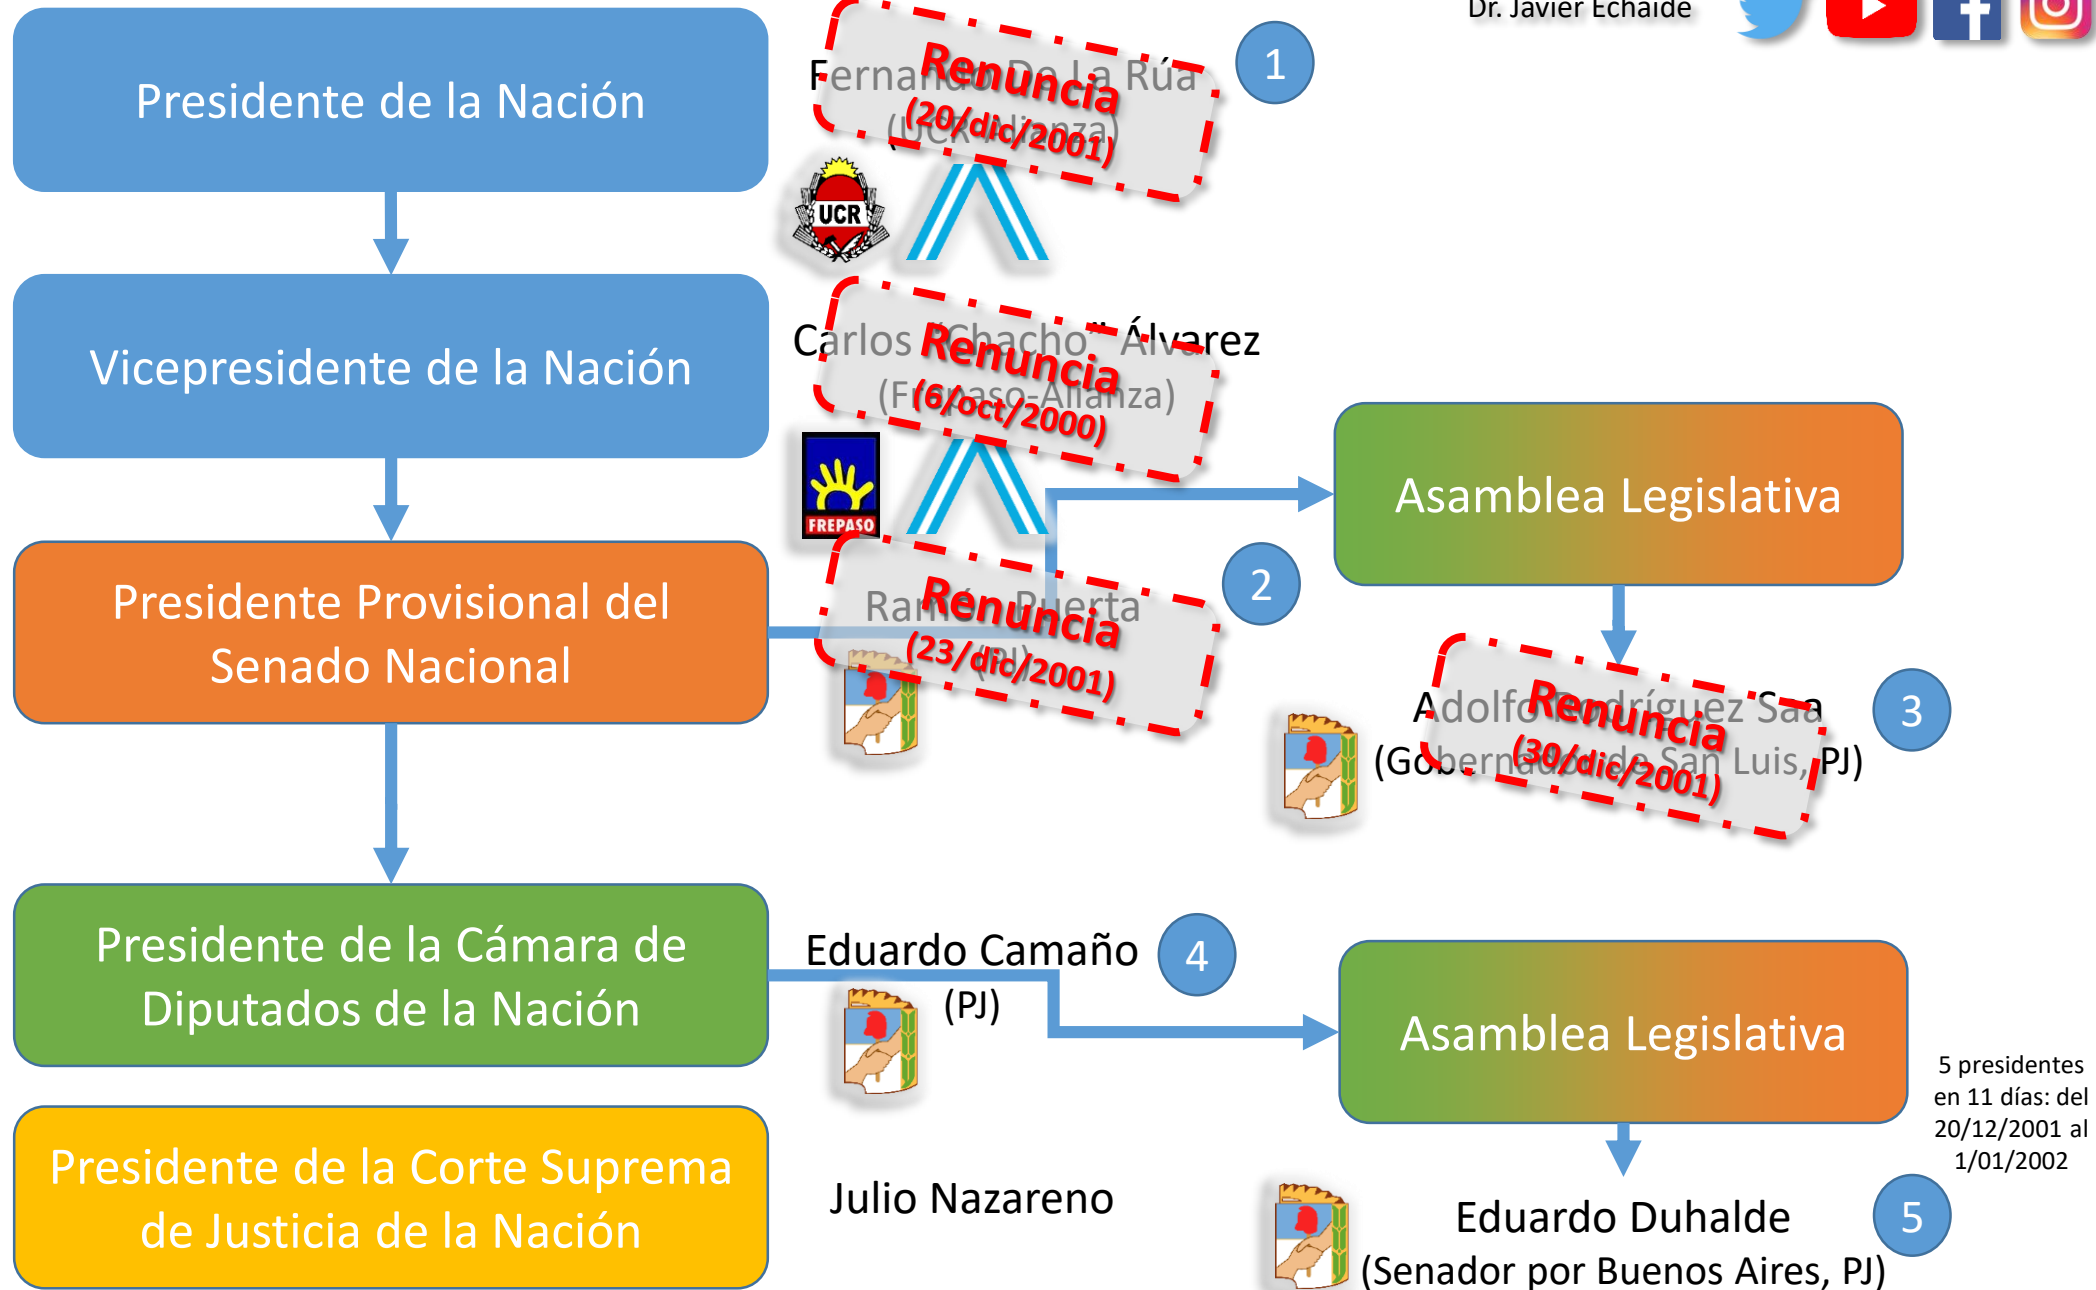 Dr. Javier Echaide
Presidente de la Nación
Fernando De La Rúa
(UCR-Alianza)
Renuncia
(20/dic/2001)
1
UCR
Vicepresidente de la Nación
Carlos "Chacho" Álvarez
(Frepaso-Alianza)
Renuncia
(6/oct/2000)
FREPASO
Asamblea Legislativa
Presidente Provisional del
Senado Nacional
Ramón Puerta
(PJ)
Renuncia
(23/dic/2001)
2
Adolfo Rodríguez Saa
(Gobernador de San Luis, PJ)
Renuncia
(30/dic/2001)
3
Presidente de la Cámara de
Diputados de la Nación
Eduardo Camaño
(PJ)
4
Asamblea Legislativa
5 presidentes
en 11 días: del
20/12/2001 al
1/01/2002
Presidente de la Corte Suprema
de Justicia de la Nación
Julio Nazareno
Eduardo Duhalde
(Senador por Buenos Aires, PJ)
5